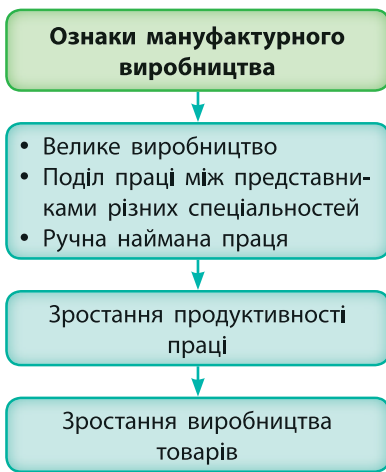 Ознаки мануфактурного
виробництва
• Велике виробництво
• Поділ праці між представни-
ками різних спеціальностей
• Ручна наймана праця
Зростання продуктивності
праці
Зростання виробництва
товарів